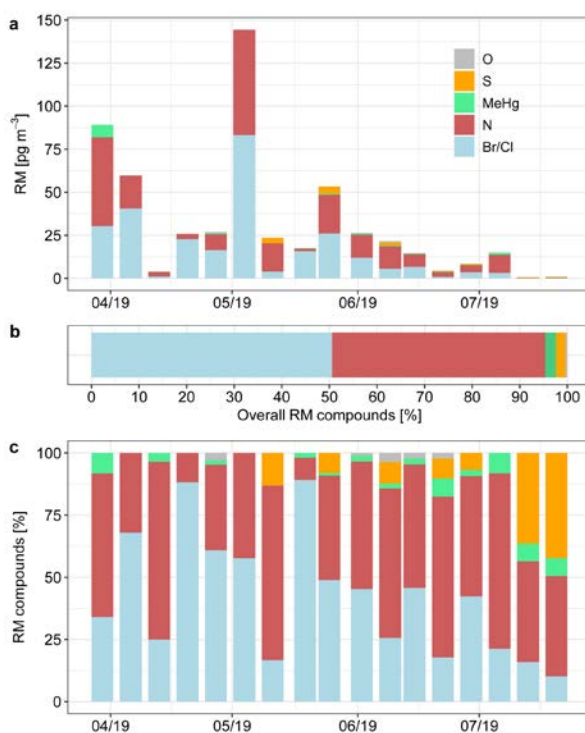 a
RM [pg m⁻³]
150
125
100
75
50
25
0
O
S
MeHg
N
Br/Cl
04/19 05/19 06/19 07/19
b
0 10 20 30 40 50 60 70 80 90 100
Overall RM compounds [%]
c
RM compounds [%]
100
75
50
25
0
04/19 05/19 06/19 07/19